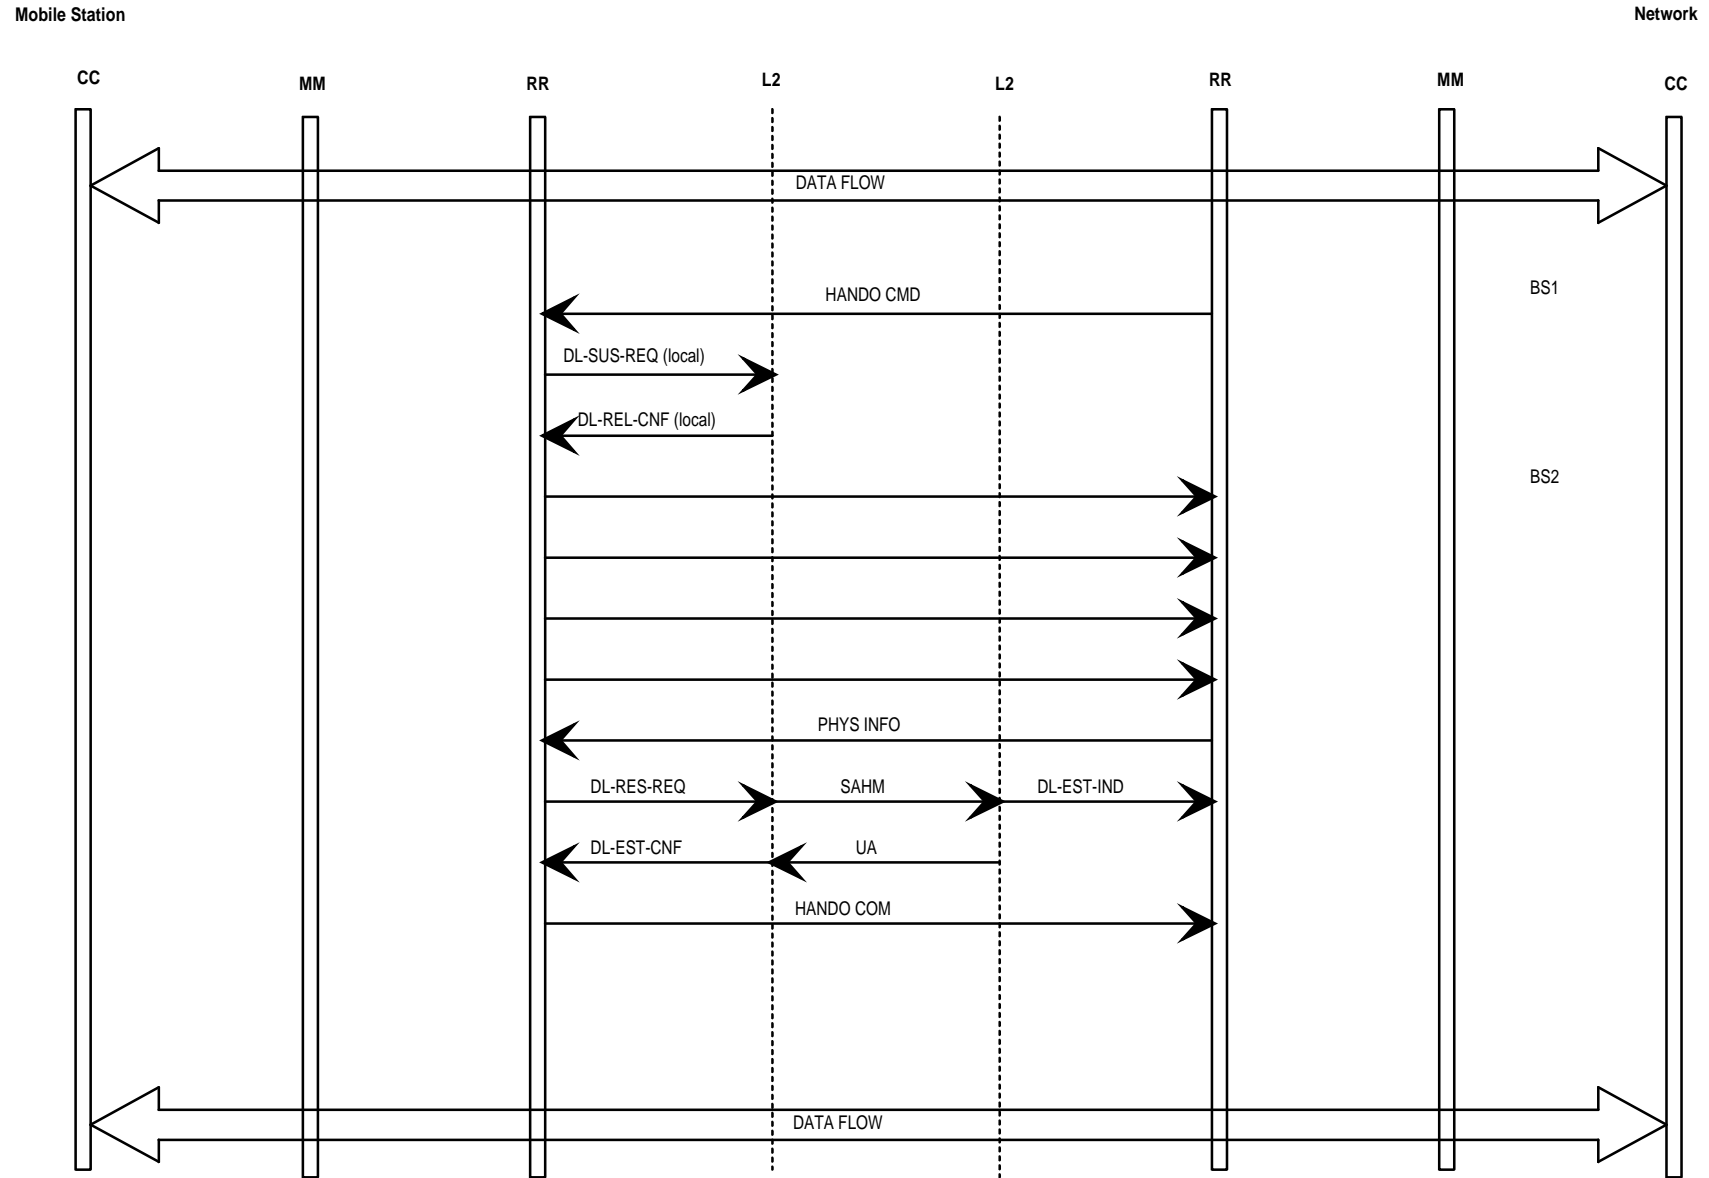 Mobile Station
Network
CC
MM
RR
L2
L2
RR
MM
CC
DATA FLOW
BS1
HANDO CMD
DL-SUS-REQ (local)
DL-REL-CNF (local)
BS2
PHYS INFO
DL-RES-REQ
SAHM
DL-EST-IND
DL-EST-CNF
UA
HANDO COM
DATA FLOW